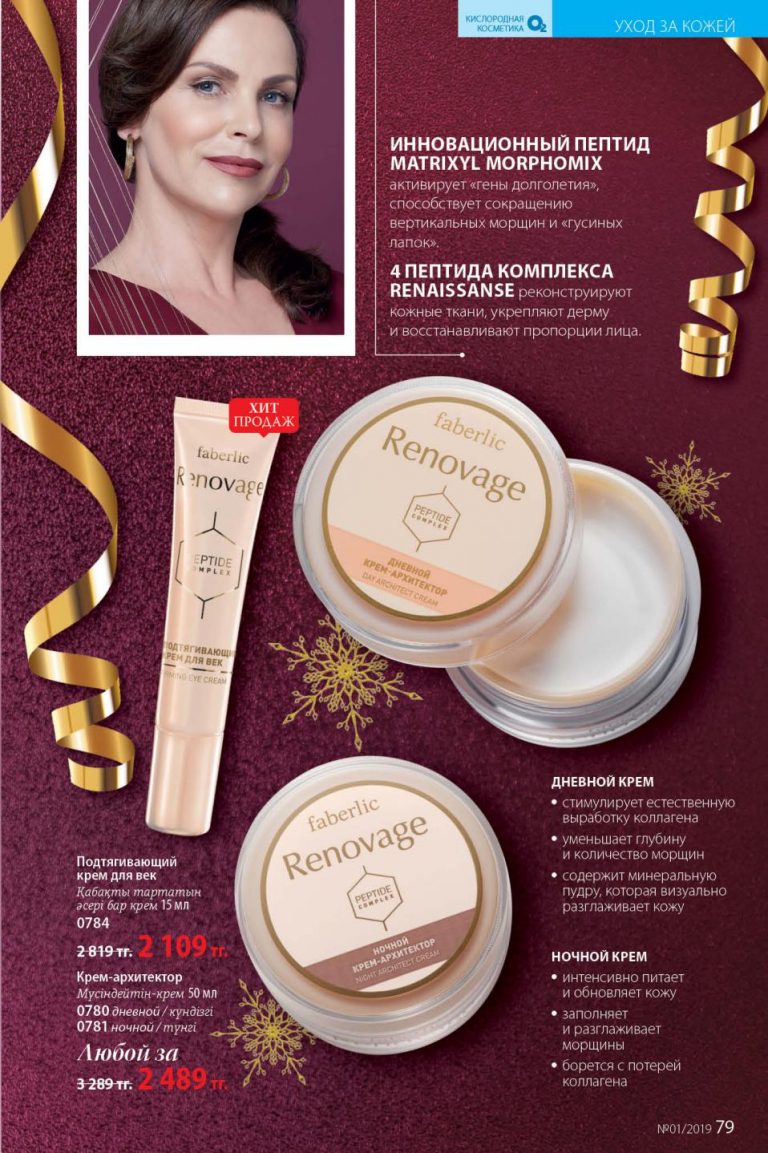 КИСЛОРОДНАЯ
КОСМЕТИКА O2
УХОД ЗА КОЖЕЙ
ИННОВАЦИОННЫЙ ПЕПТИД
MATRIXYL MORPHOMIX
активирует «гены долголетия»,
способствует сокращению
вертикальных морщин и «гусиных
лапок».
4 ПЕПТИДА КОМПЛЕКСА
RENAISSANSE реконструируют
кожные ткани, укрепляют дерму
и восстанавливают пропорции лица.
ХИТ
ПРОДАЖ
faberlic
Renovage
PEPTIDE
COMPLEX
ПОДТЯГИВАЮЩИ
КРЕМ ДЛЯ ВЕК
RMING EYE CREAM
faberlic
Renovage
PEPTIDE
COMPLEX
ДНЕВНОЙ
КРЕМ-АРХИТЕКТОР
DAY ARCHITECT CREAM
faberlic
Renovage
PEPTIDE
COMPLEX
НОЧНОЙ
КРЕМ-АРХИТЕКТОР
NIGHT ARCHITECT CREAM
Подтягивающий
крем для век
Қабақты тартатын
әсері бар крем 15 мл
0784
2 819 тг. 2 109 тг.
Крем-архитектор
Мүсіндейтін-крем 50 мл
0780 дневной / күндізгі
0781 ночной / түнгі
Любой за
3 289 тг. 2 489 тг.
ДНЕВНОЙ КРЕМ
• стимулирует естественную
выработку коллагена
• уменьшает глубину
и количество морщин
• содержит минеральную
пудру, которая визуально
разглаживает кожу
НОЧНОЙ КРЕМ
• интенсивно питает
и обновляет кожу
• заполняет
и разглаживает
морщины
• борется с потерей
коллагена
№01/2019 79